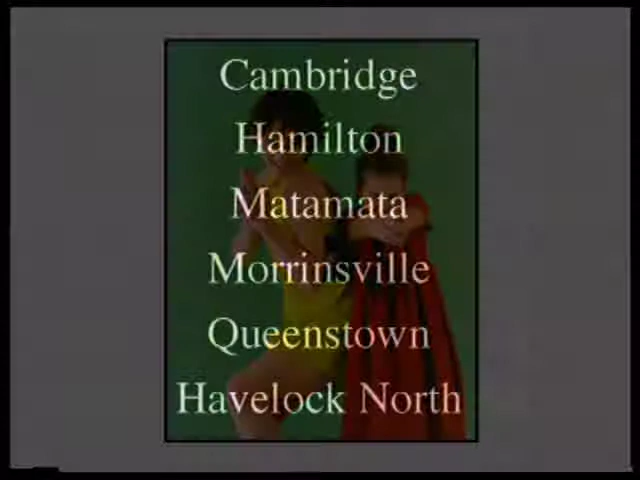 Cambridge
Hamilton
Matamata
Morrinsville
Queenstown
Havelock North